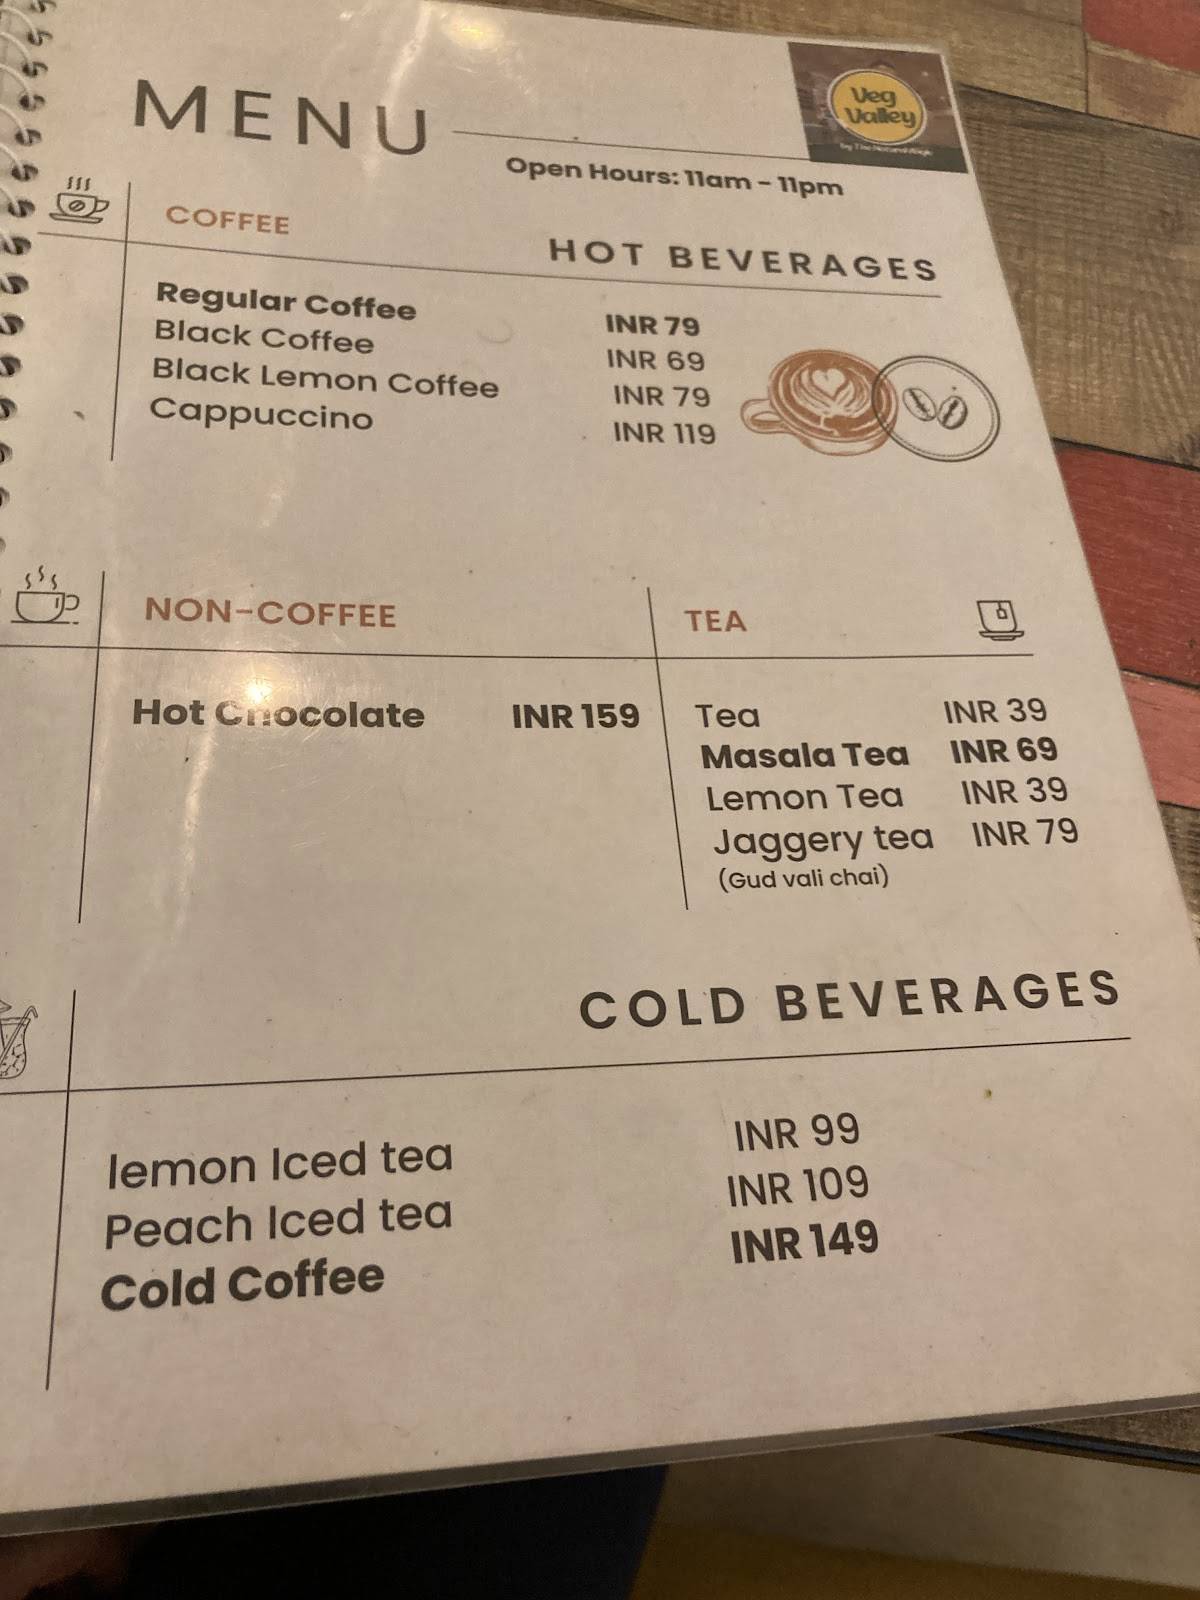 MENU
Veg
Valley
Open Hours: 11am - 11pm
COFFEE
HOT BEVERAGES
Regular Coffee INR 79
Black Coffee INR 69
Black Lemon Coffee INR 79
Cappuccino INR 119
NON-COFFEE
Hot Chocolate INR 159
TEA
Tea INR 39
Masala Tea INR 69
Lemon Tea INR 39
Jaggery tea INR 79
(Gud vali chai)
COLD BEVERAGES
lemon Iced tea INR 99
Peach Iced tea INR 109
Cold Coffee INR 149